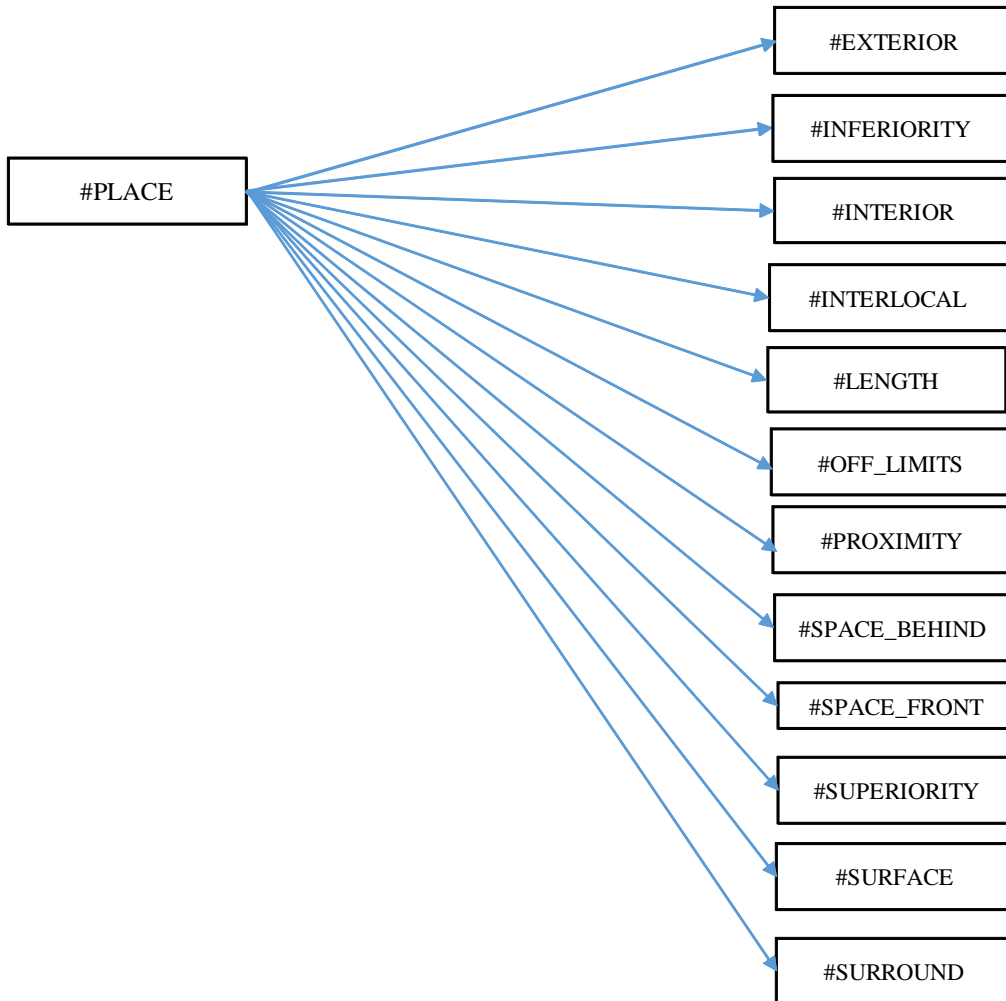 #EXTERIOR
#INFERIORITY
#PLACE
#INTERIOR
#INTERLOCAL
#LENGTH
#OFF_LIMITS
#PROXIMITY
#SPACE_BEHIND
#SPACE_FRONT
#SUPERIORITY
#SURFACE
#SURROUND